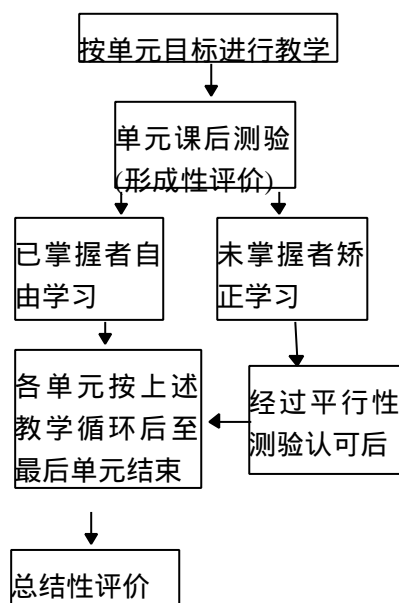 按单元目标进行教学
单元课后测验
(形成性评价)
已掌握者自
由学习
未掌握者矫
正学习
各单元按上述
教学循环后至
最后单元结束
经过平行性
测验认可后
总结性评价